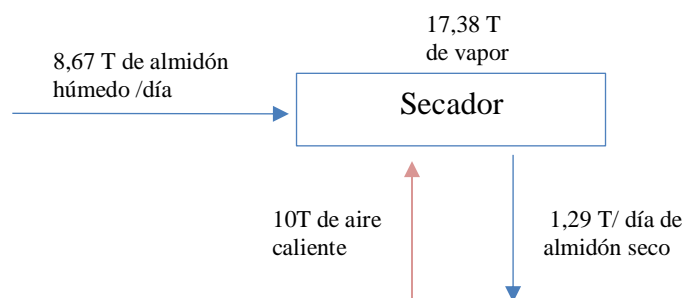 17,38 T
de vapor
8,67 T de almidón
húmedo /día
Secador
10T de aire
caliente
1,29 T/ día de
almidón seco